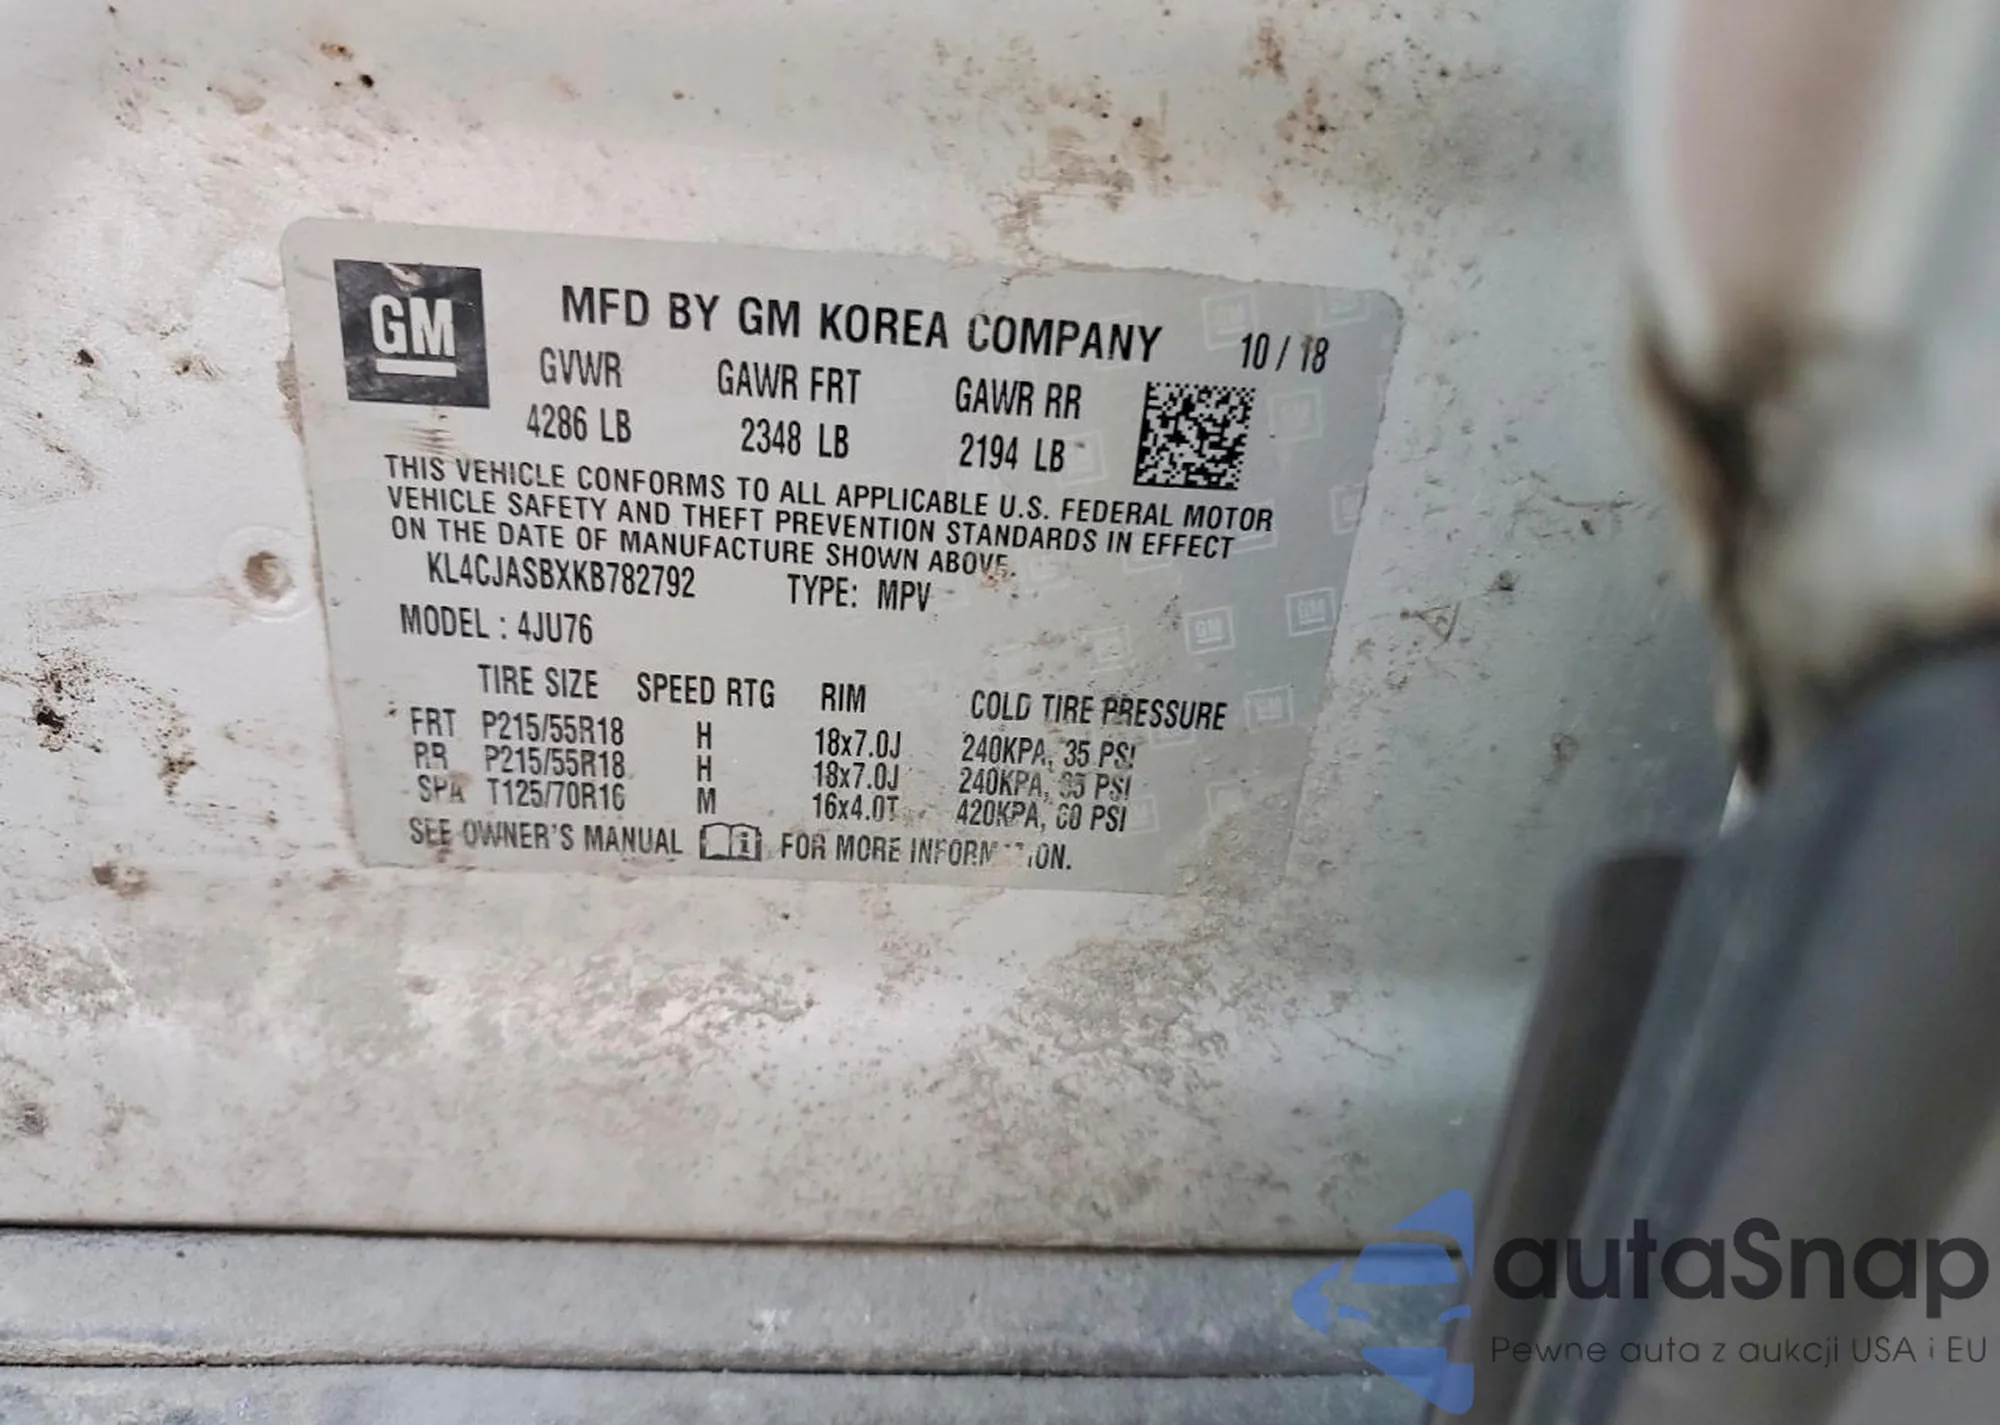 GM
MFD BY GM KOREA COMPANY 10 / 18
GVWR GAWR FRT GAWR RR
4286 LB 2348 LB 2194 LB
THIS VEHICLE CONFORMS TO ALL APPLICABLE U.S. FEDERAL MOTOR
VEHICLE SAFETY AND THEFT PREVENTION STANDARDS IN EFFECT
ON THE DATE OF MANUFACTURE SHOWN ABOVE.
KL4CJASBXKB782792 TYPE: MPV
MODEL : 4JU76
TIRE SIZE SPEED RTG RIM COLD TIRE PRESSURE
FRT P215/55R18 H 18x7.0J 240KPA, 35 PSI
RR P215/55R18 H 18x7.0J 240KPA, 35 PSI
SPA T125/70R16 M 16x4.0T 420KPA, 60 PSI
SEE OWNER'S MANUAL FOR MORE INFORMATION.
autaSnap
Pewne auta z aukcji USA i EU